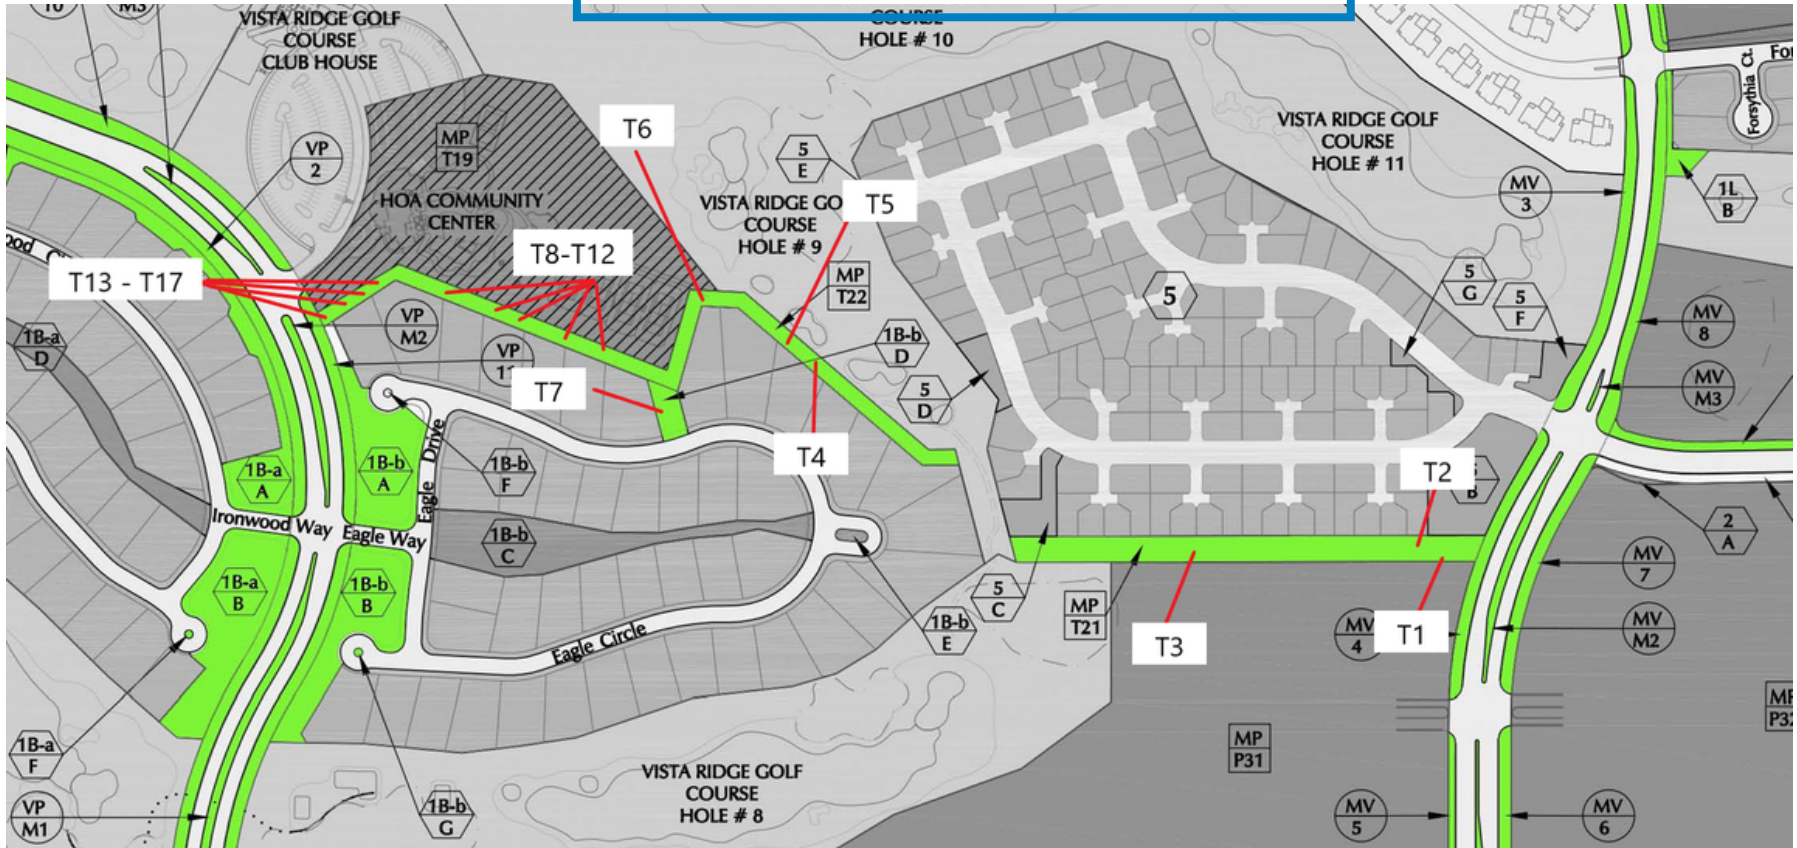 10
M3
VISTA RIDGE GOLF
COURSE
CLUB HOUSE
COURSE
HOLE # 10
VP
2
MP
T19
T6
5
E
VISTA RIDGE GOLF
COURSE
HOLE # 11
Forsythia Ct.
MV
3
1L
B
HOA COMMUNITY
CENTER
VISTA RIDGE GO
COURSE
HOLE # 9
T5
T8-T12
T13 - T17
MP
T22
5
5
G
5
F
VP
M2
1B-a
D
VP
11
1B-b
D
MV
8
MV
M3
T7
5
D
T4
T2
B
1B-a
A
1B-b
A
Eagle Drive
1B-b
F
Ironwood Way
Eagle Way
1B-b
C
2
A
1B-a
B
1B-b
B
MV
7
5
C
MP
T21
1B-b
E
Eagle Circle
T3
MV
4
T1
MV
M2
MP
P31
MP
P32
1B-a
F
VISTA RIDGE GOLF
COURSE
HOLE # 8
VP
M1
1B-b
G
MV
5
MV
6